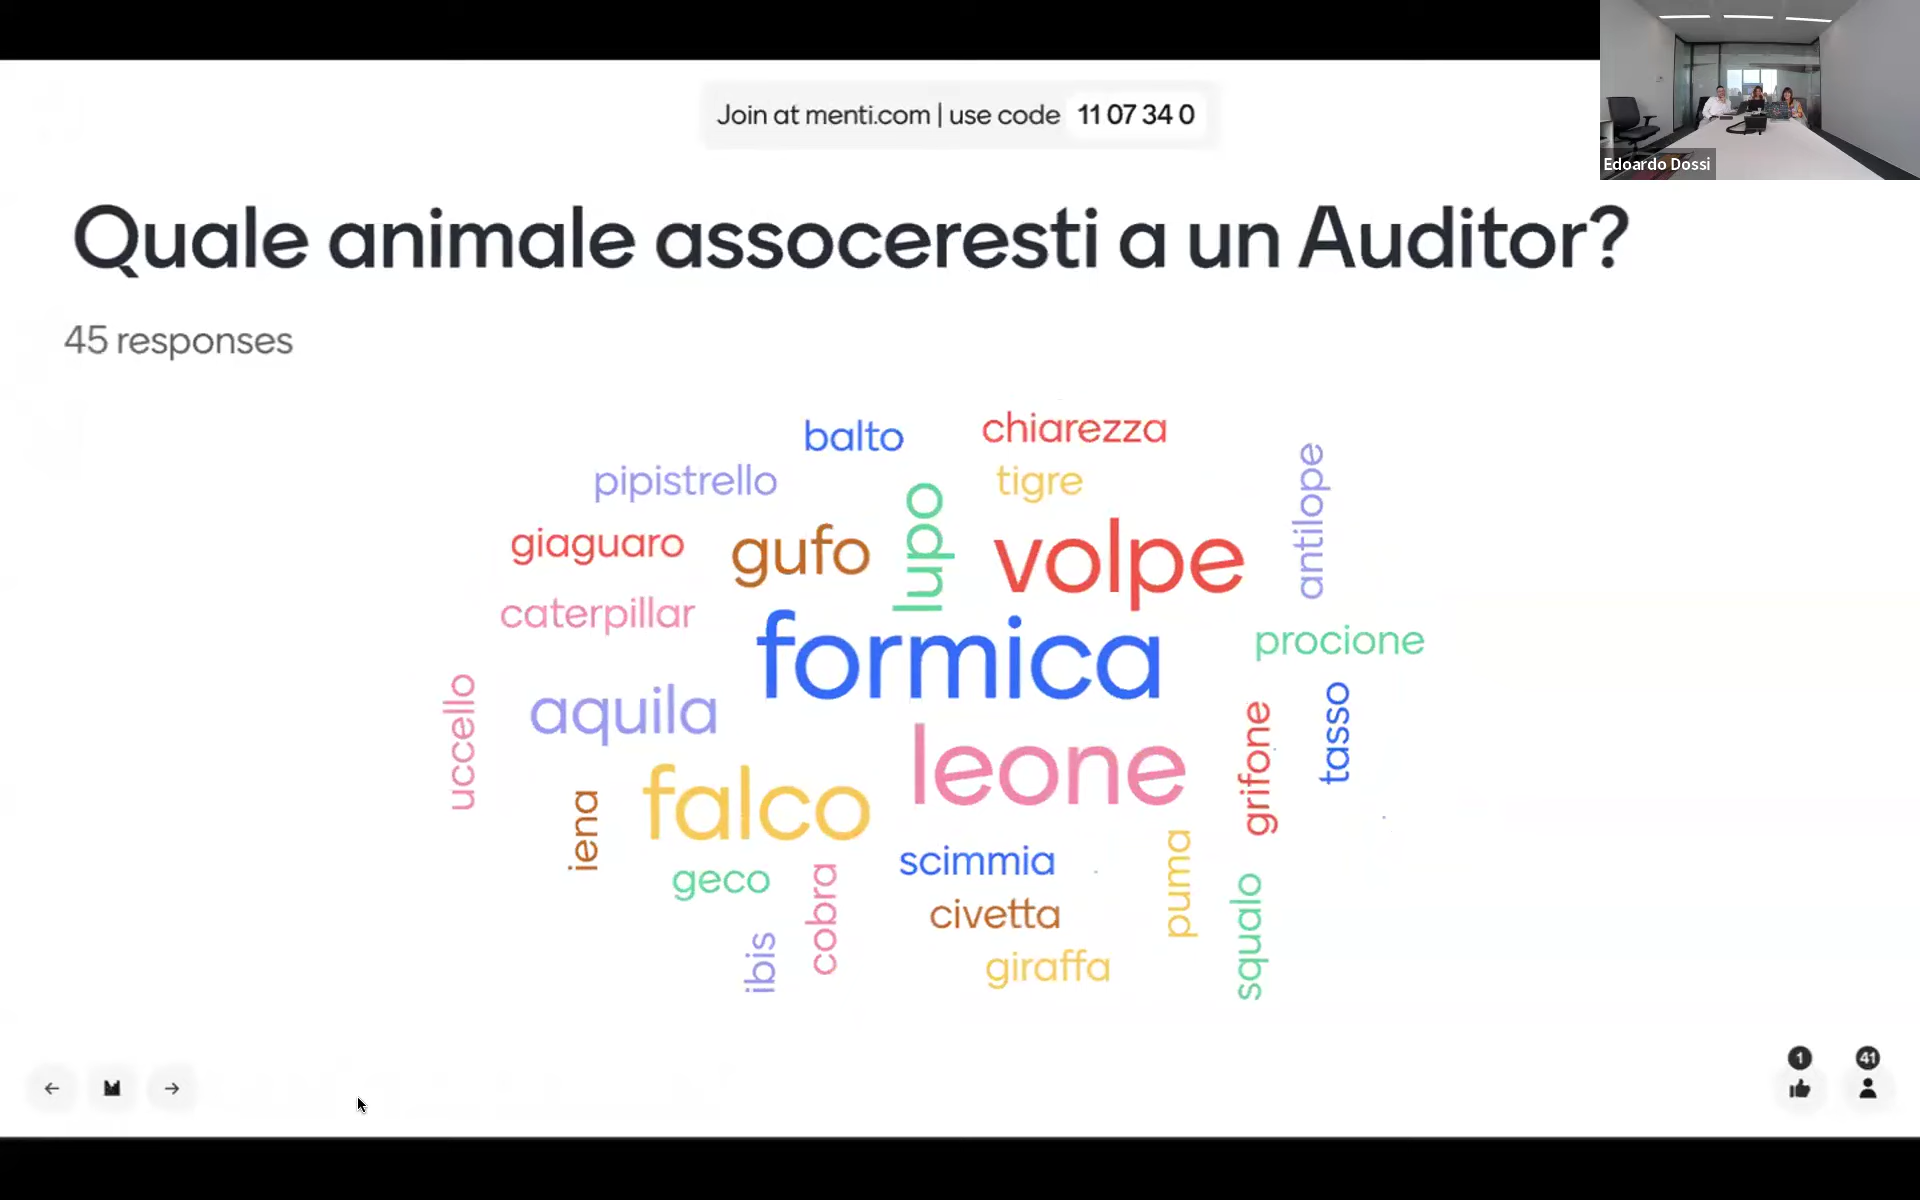 Join at menti.com | use code 11 07 34 0
Edoardo Dossi
Quale animale assoceresti a un Auditor?
45 responses
balto
chiarezza
pipistrello
tigre
antilope
lupo
giaguaro
gufo
volpe
caterpillar
formica
procione
uccello
aquila
leone
grifone
tasso
iena
falco
scimmia
puma
geco
cobra
civetta
squalo
ibis
giraffa
1
41